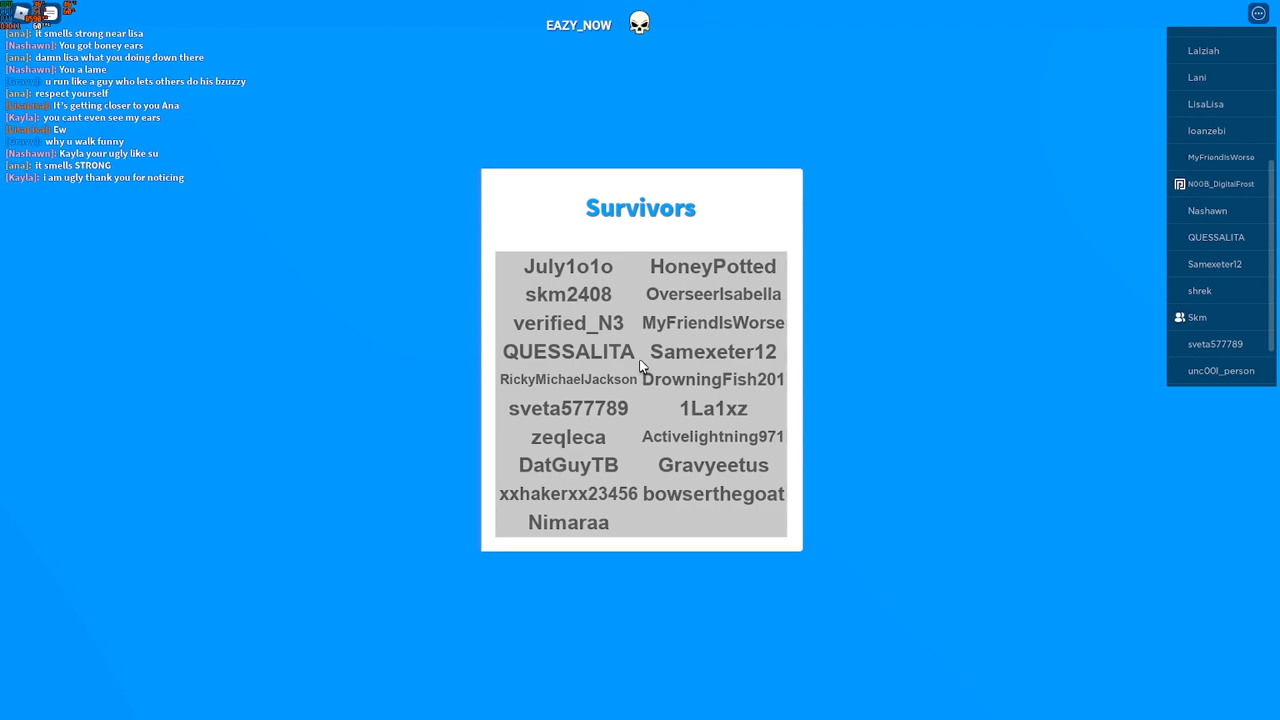 EAZY_NOW
[ana]: it smells strong near lisa
[Nashawn]: You got boney ears
[ana]: damn lisa what you doing down there
[Nashawn]: You a lame
u run like a guy who lets others do his bzuzzy
[ana]: respect yourself
[LisaLisa]: It's getting closer to you Ana
[Kayla]: you cant even see my ears
[LisaLisa]: Ew
why u walk funny
[Nashawn]: Kayla your ugly like su
[ana]: it smells STRONG
[Kayla]: i am ugly thank you for noticing
Survivors
July1o1o HoneyPotted
skm2408 OverseerIsabella
verified_N3 MyFriendIsWorse
QUESSALITA Samexeter12
RickyMichaelJackson DrowningFish201
sveta577789 1La1xz
zeqleca Activelightning971
DatGuyTB Gravyeetus
xxhakerxx23456 bowserthegoat
Nimaraa
Lalziah
Lani
LisaLisa
loanzebi
MyFriendIsWorse
N00B_DigitalFrost
Nashawn
QUESSALITA
Samexeter12
shrek
Skm
sveta577789
unc00l_person